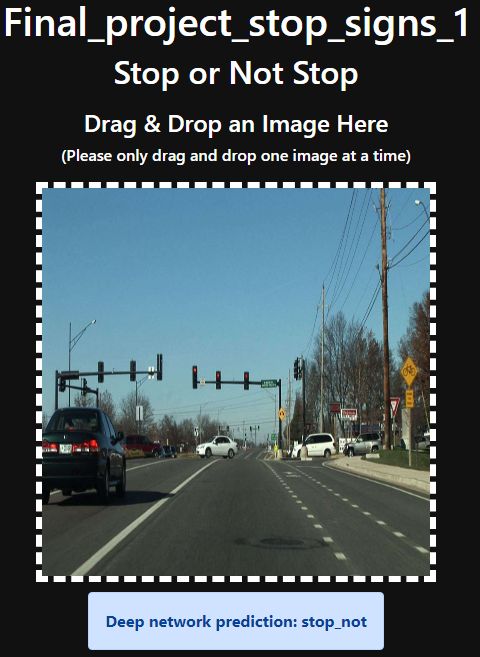 Final_project_stop_signs_1
Stop or Not Stop
Drag & Drop an Image Here
(Please only drag and drop one image at a time)
Deep network prediction: stop_not